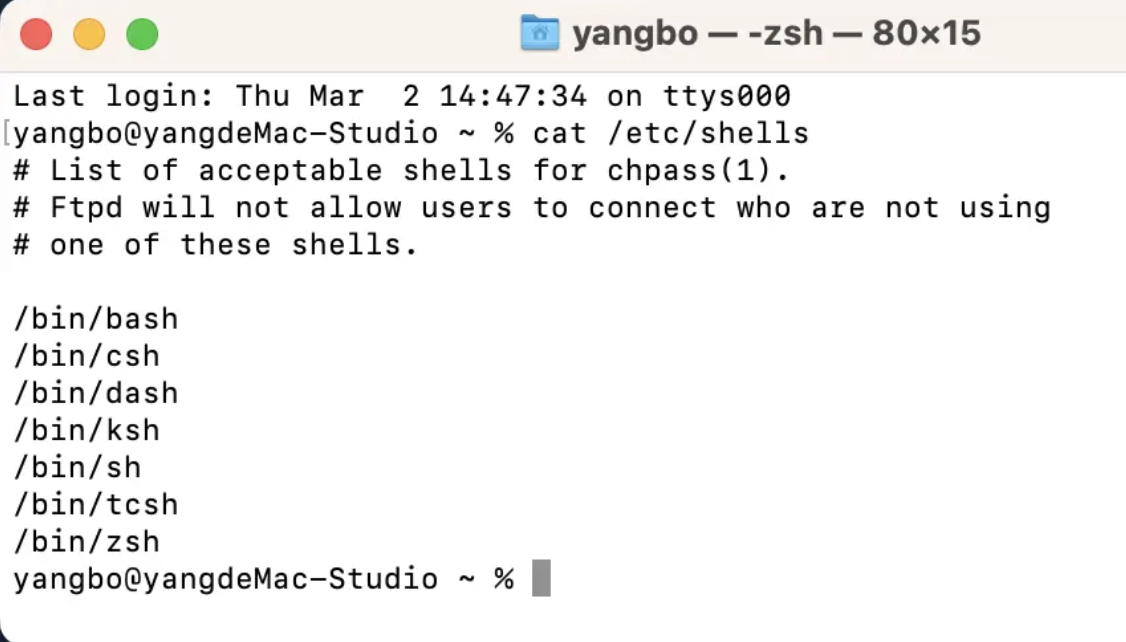 yangbo — -zsh — 80×15
Last login: Thu Mar  2 14:47:34 on ttys000
[yangbo@yangdeMac-Studio ~ % cat /etc/shells
# List of acceptable shells for chpass(1).
# Ftpd will not allow users to connect who are not using
# one of these shells.

/bin/bash
/bin/csh
/bin/dash
/bin/ksh
/bin/sh
/bin/tcsh
/bin/zsh
yangbo@yangdeMac-Studio ~ %